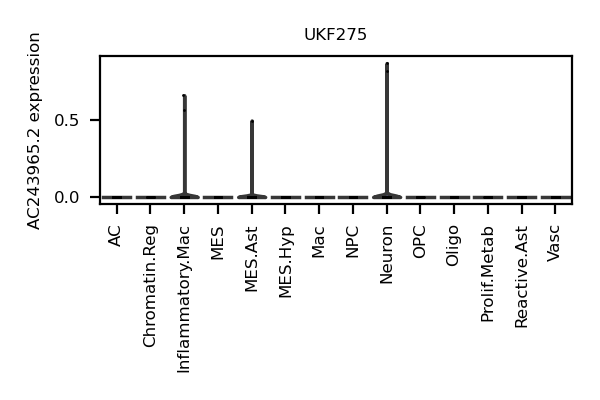 UKF275
AC243965.2 expression
0.5
0.0
AC
Chromatin.Reg
Inflammatory.Mac
MES
MES.Ast
MES.Hyp
Mac
NPC
Neuron
OPC
Oligo
Prolif.Metab
Reactive.Ast
Vasc